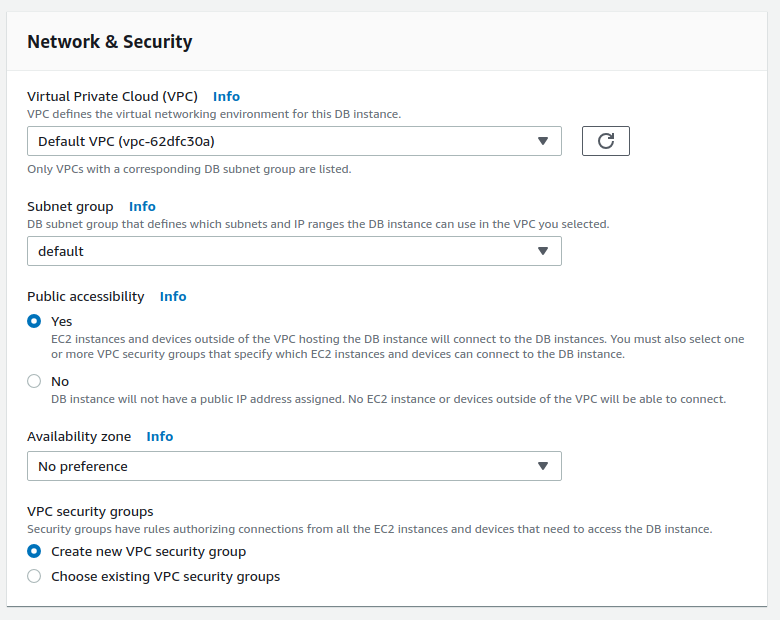 Network & Security
Virtual Private Cloud (VPC) Info
VPC defines the virtual networking environment for this DB instance.
Default VPC (vpc-62dfc30a)
Only VPCs with a corresponding DB subnet group are listed.
Subnet group Info
DB subnet group that defines which subnets and IP ranges the DB instance can use in the VPC you selected.
default
Public accessibility Info
Yes
EC2 instances and devices outside of the VPC hosting the DB instance will connect to the DB instances. You must also select one
or more VPC security groups that specify which EC2 instances and devices can connect to the DB instance.
No
DB instance will not have a public IP address assigned. No EC2 instance or devices outside of the VPC will be able to connect.
Availability zone Info
No preference
VPC security groups
Security groups have rules authorizing connections from all the EC2 instances and devices that need to access the DB instance.
Create new VPC security group
Choose existing VPC security groups